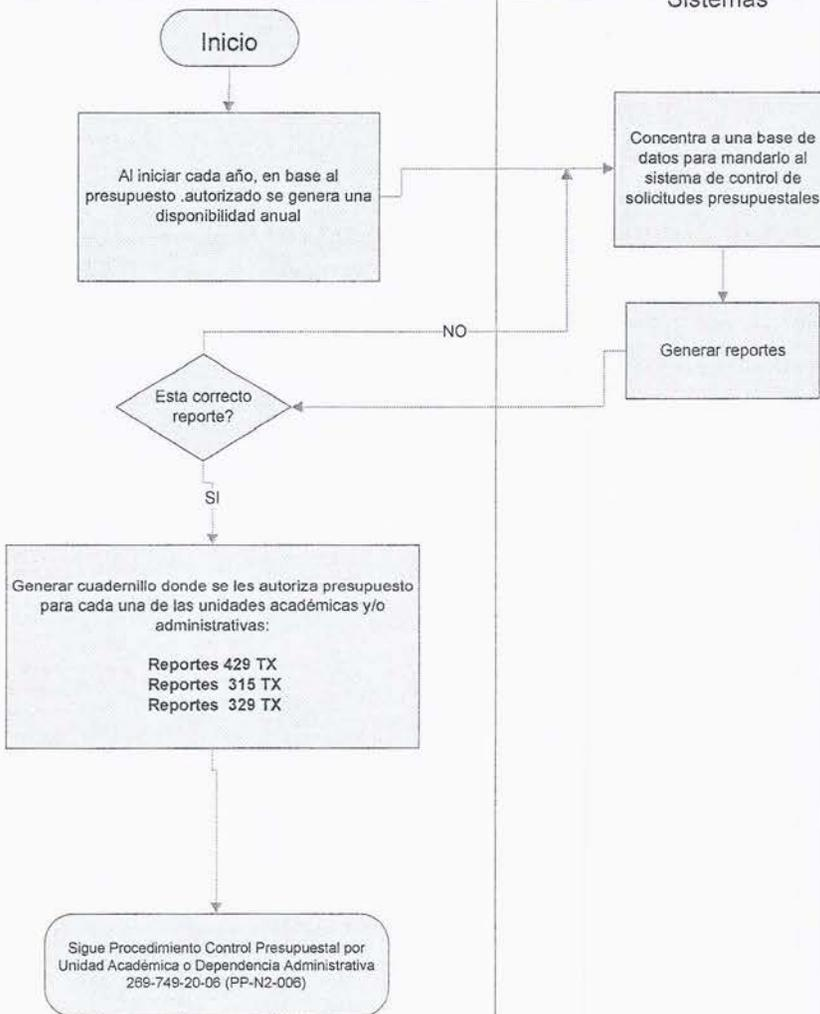 Sistemas
Inicio
Al iniciar cada año, en base al
presupuesto .autorizado se genera una
disponibilidad anual
Concentra a una base de
datos para mandarlo al
sistema de control de
solicitudes presupuestales
Generar reportes
NO
Esta correcto
reporte?
SI
Generar cuadernillo donde se les autoriza presupuesto
para cada una de las unidades académicas y/o
administrativas:
Reportes 429 TX
Reportes 315 TX
Reportes 329 TX
Sigue Procedimiento Control Presupuestal por
Unidad Académica o Dependencia Administrativa
269-749-20-06 (PP-N2-006)